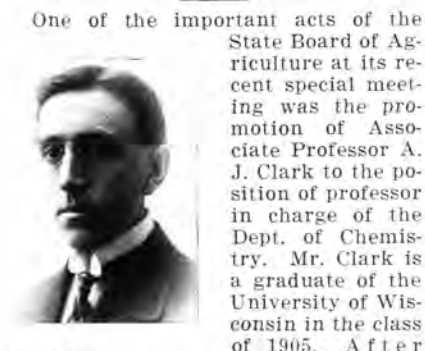 One of the important acts of the
State Board of Ag-
riculture at its re-
cent special meet-
ing was the pro-
motion of Asso-
ciate Professor A.
J. Clark to the po-
sition of professor
in charge of the
Dept. of Chemis-
try. Mr. Clark is
a graduate of the
University of Wis-
consin in the class
of 1905. After